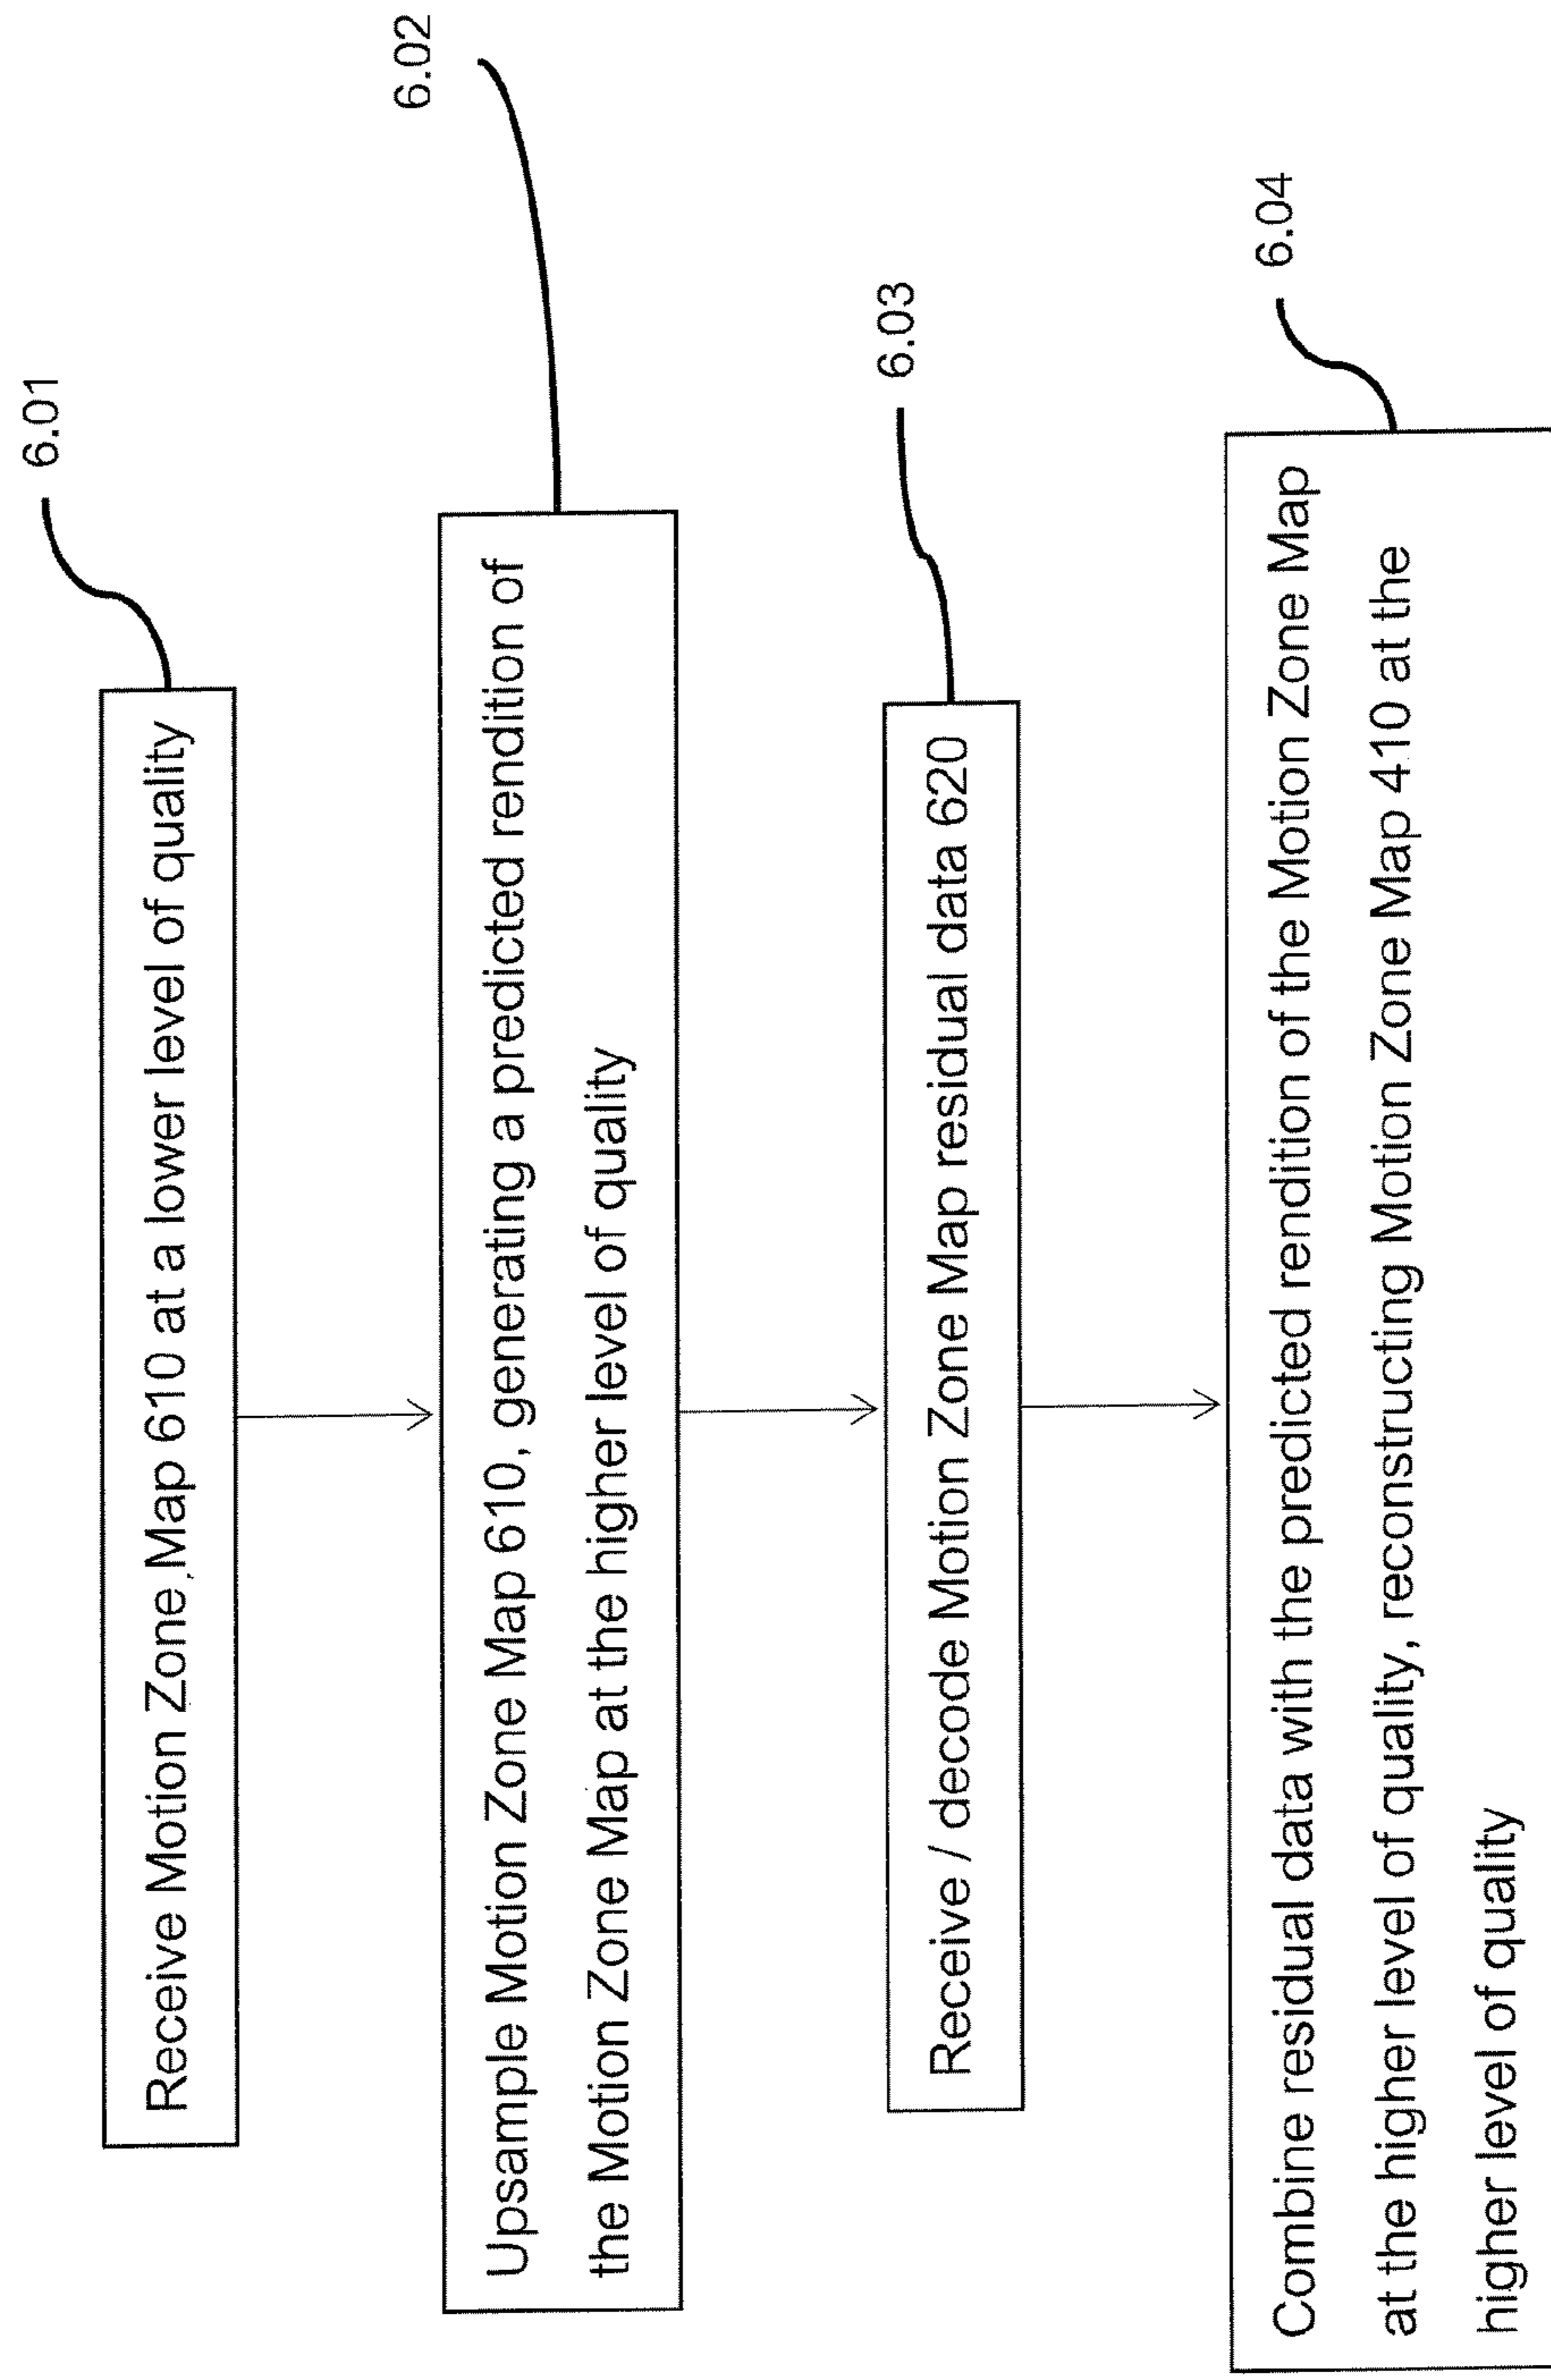 6.01
Receive Motion Zone Map 610 at a lower level of quality
6.02
Upsample Motion Zone Map 610, generating a predicted rendition of
the Motion Zone Map at the higher level of quality
6.03
Receive / decode Motion Zone Map residual data 620
6.04
Combine residual data with the predicted rendition of the Motion Zone Map
at the higher level of quality, reconstructing Motion Zone Map 410 at the
higher level of quality